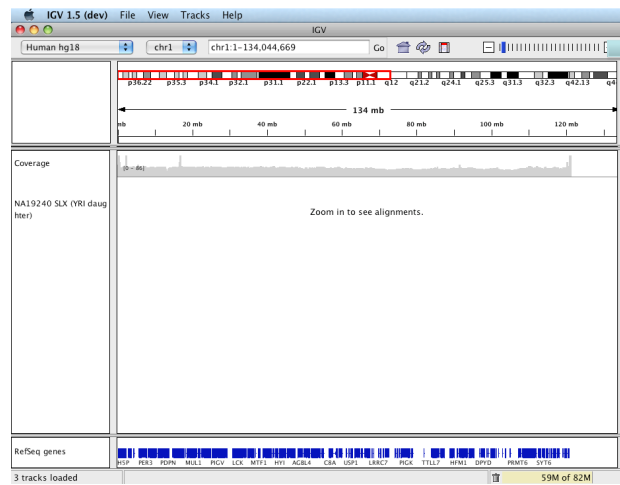 IGV 1.5 (dev) File View Tracks Help
IGV
Human hg18 chr1 chr1:1-134,044,669 Go
p36.22 p35.3 p34.1 p32.1 p31.1 p22.1 p13.3 p11.1 q12 q21.2 q24.1 q25.3 q31.3 q32.3 q42.13 q4
134 mb
mb 20 mb 40 mb 60 mb 80 mb 100 mb 120 mb
Coverage
[0 - 86]
NA19240 SLX (YRI daug
hter)
Zoom in to see alignments.
RefSeq genes
HSP PER3 PDPN MUL1 PIGV LCK MTF1 HYI AGBL4 C8A USP1 LRRC7 PIGK TTLL7 HFM1 DPYD PRMT6 SYT6
3 tracks loaded
59M of 82M